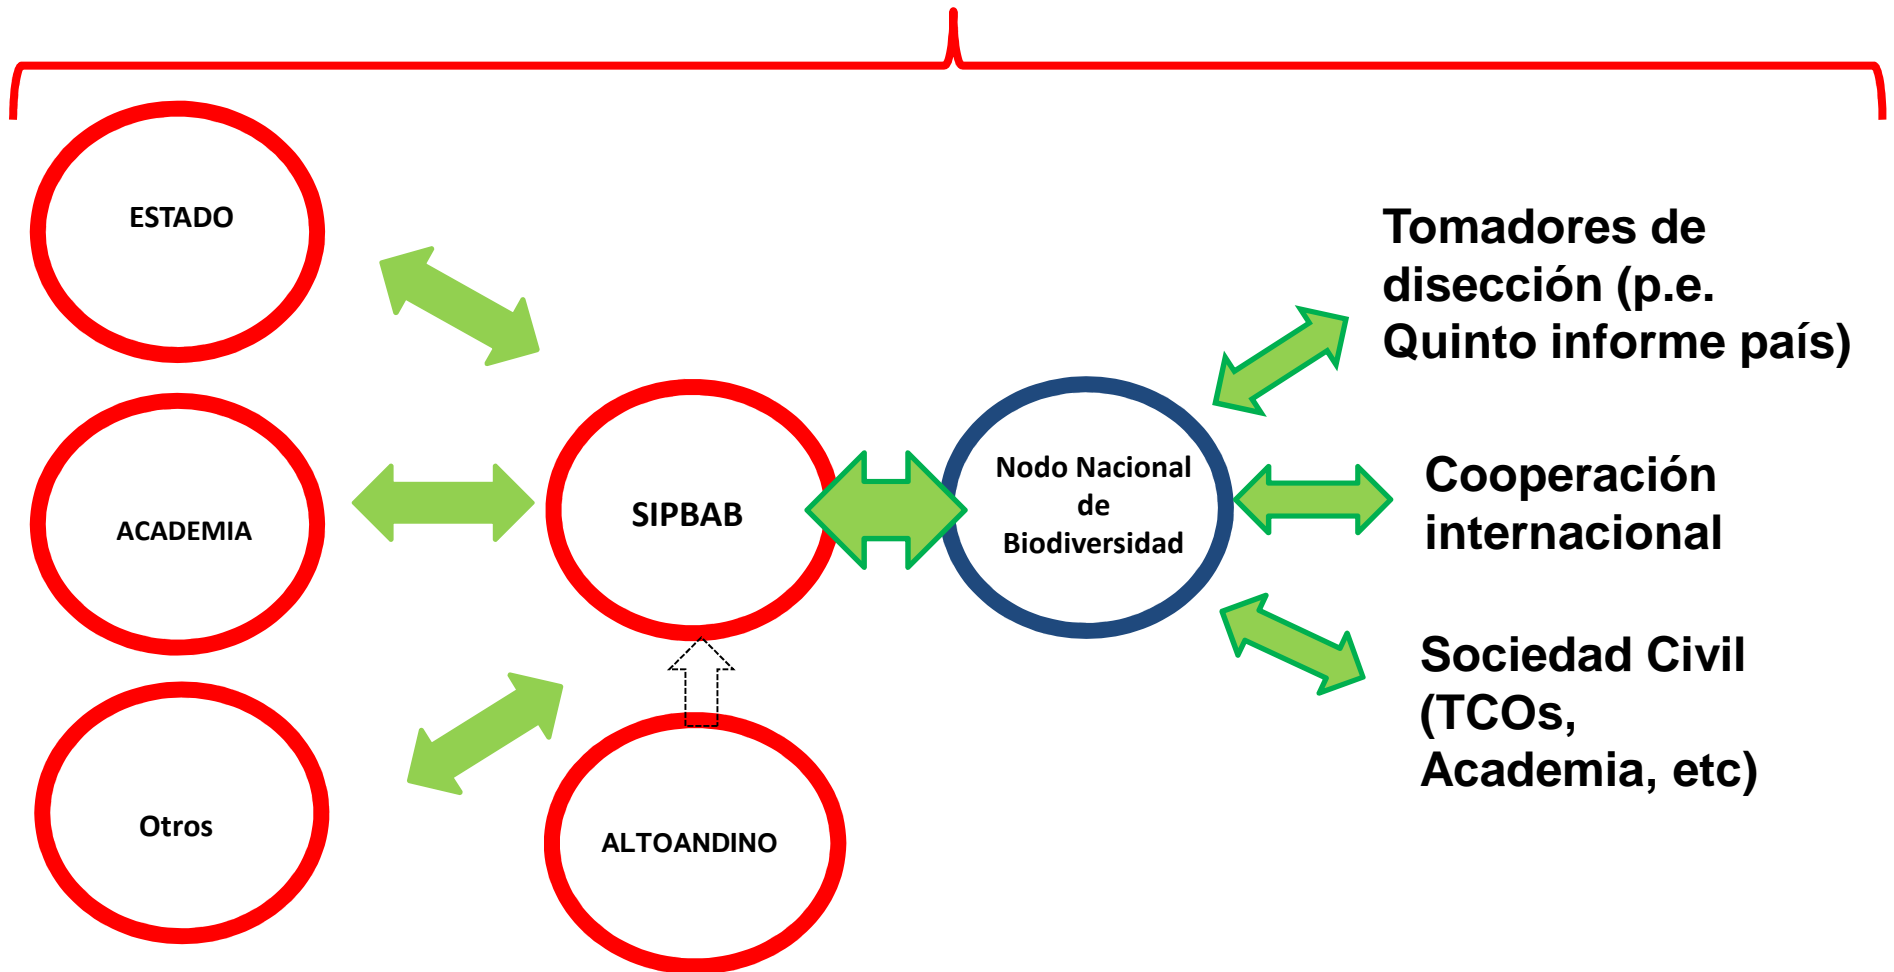 ESTADO
ACADEMIA
Otros
SIPBAB
ALTOANDINO
Nodo Nacional
de
Biodiversidad
Tomadores de
disección (p.e.
Quinto informe país)
Cooperación
internacional
Sociedad Civil
(TCOs,
Academia, etc)